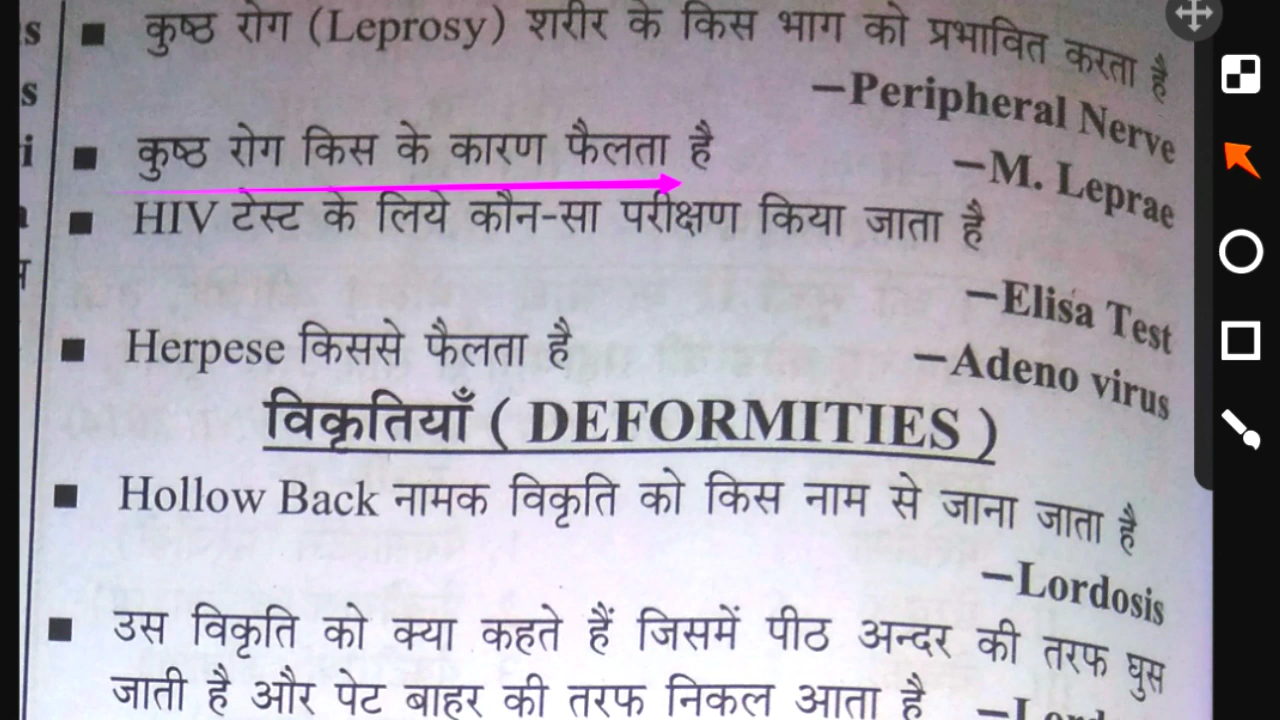 s ■ कुष्ठ रोग (Leprosy) शरीर के किस भाग को प्रभावित करता है
s –Peripheral Nerve
i ■ कुष्ठ रोग किस के कारण फैलता है –M. Leprae
■ HIV टेस्ट के लिये कौन-सा परीक्षण किया जाता है
–Elisa Test
■ Herpese किससे फैलता है –Adeno virus
विकृतियाँ ( DEFORMITIES )
■ Hollow Back नामक विकृति को किस नाम से जाना जाता है
–Lordosis
■ उस विकृति को क्या कहते हैं जिसमें पीठ अन्दर की तरफ घुस
जाती है और पेट बाहर की तरफ निकल आता है